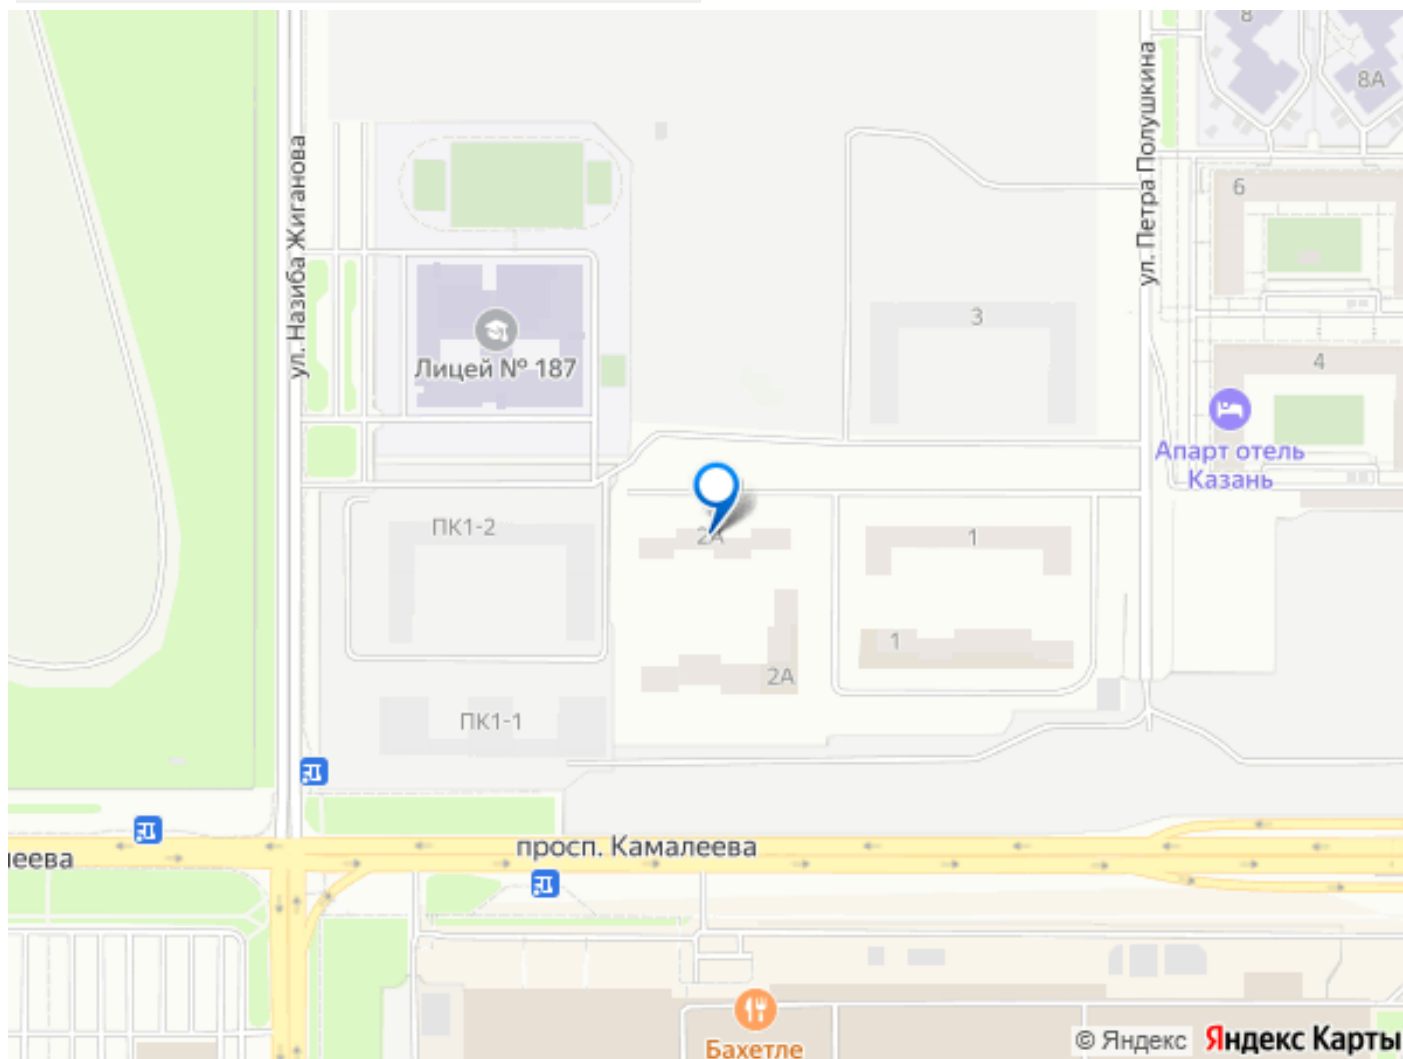 8
8А
ул. Петра Полушкина
ул. Назиба Жиганова
6
3
Лицей № 187
4
Апарт отель
Казань
ПК1-2
2А
1
1
2А
ПК1-1
просп. Камалеева
леева
Бахетле
© Яндекс Яндекс Карты